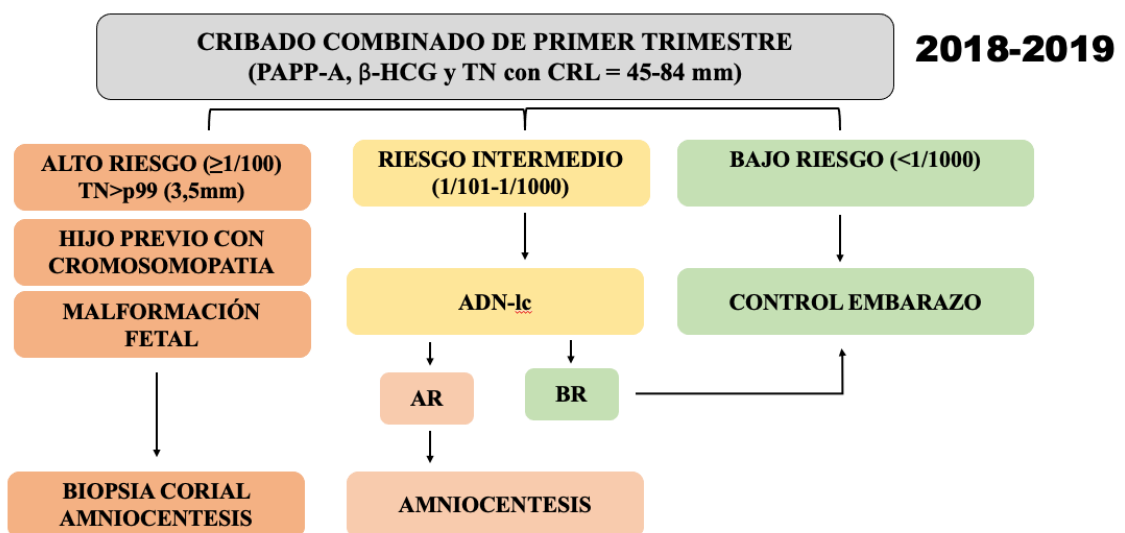 CRIBADO COMBINADO DE PRIMER TRIMESTRE
(PAPP-A, β-HCG y TN con CRL = 45-84 mm)
2018-2019
ALTO RIESGO (≥1/100)
TN>p99 (3,5mm)
RIESGO INTERMEDIO
(1/101-1/1000)
BAJO RIESGO (<1/1000)
HIJO PREVIO CON
CROMOSOMOPATIA
MALFORMACIÓN
FETAL
ADN-lc
CONTROL EMBARAZO
AR
BR
BIOPSIA CORIAL
AMNIOCENTESIS
AMNIOCENTESIS